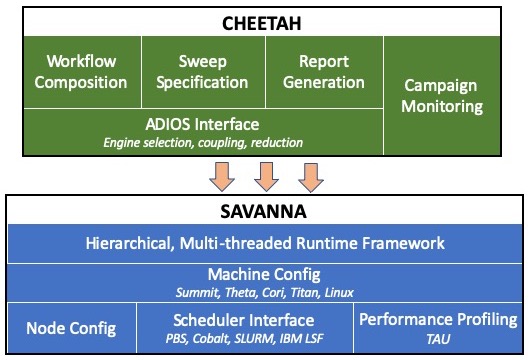 CHEETAH
Workflow
Composition
Sweep
Specification
Report
Generation
Campaign
Monitoring
ADIOS Interface
Engine selection, coupling, reduction
SAVANNA
Hierarchical, Multi-threaded Runtime Framework
Machine Config
Summit, Theta, Cori, Titan, Linux
Node Config
Scheduler Interface
PBS, Cobalt, SLURM, IBM LSF
Performance Profiling
TAU